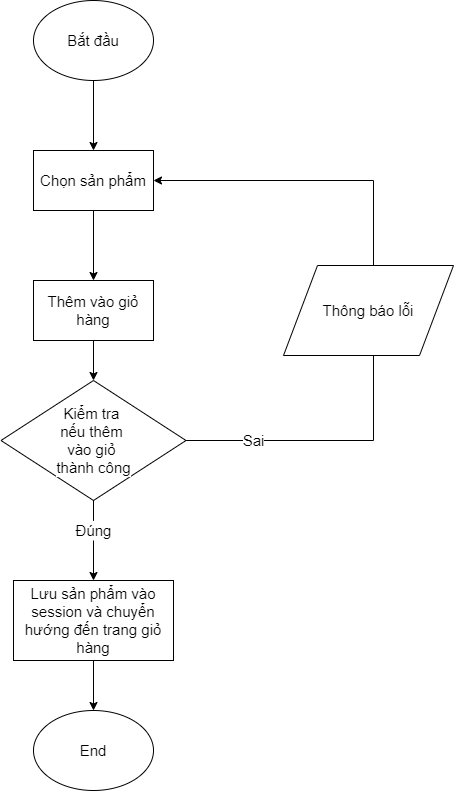 Bắt đầu
Chọn sản phẩm
Thêm vào giỏ
hàng
Thông báo lỗi
Kiểm tra
nếu thêm
vào giỏ
thành công
Sai
Đúng
Lưu sản phẩm vào
session và chuyển
hướng đến trang giỏ
hàng
End